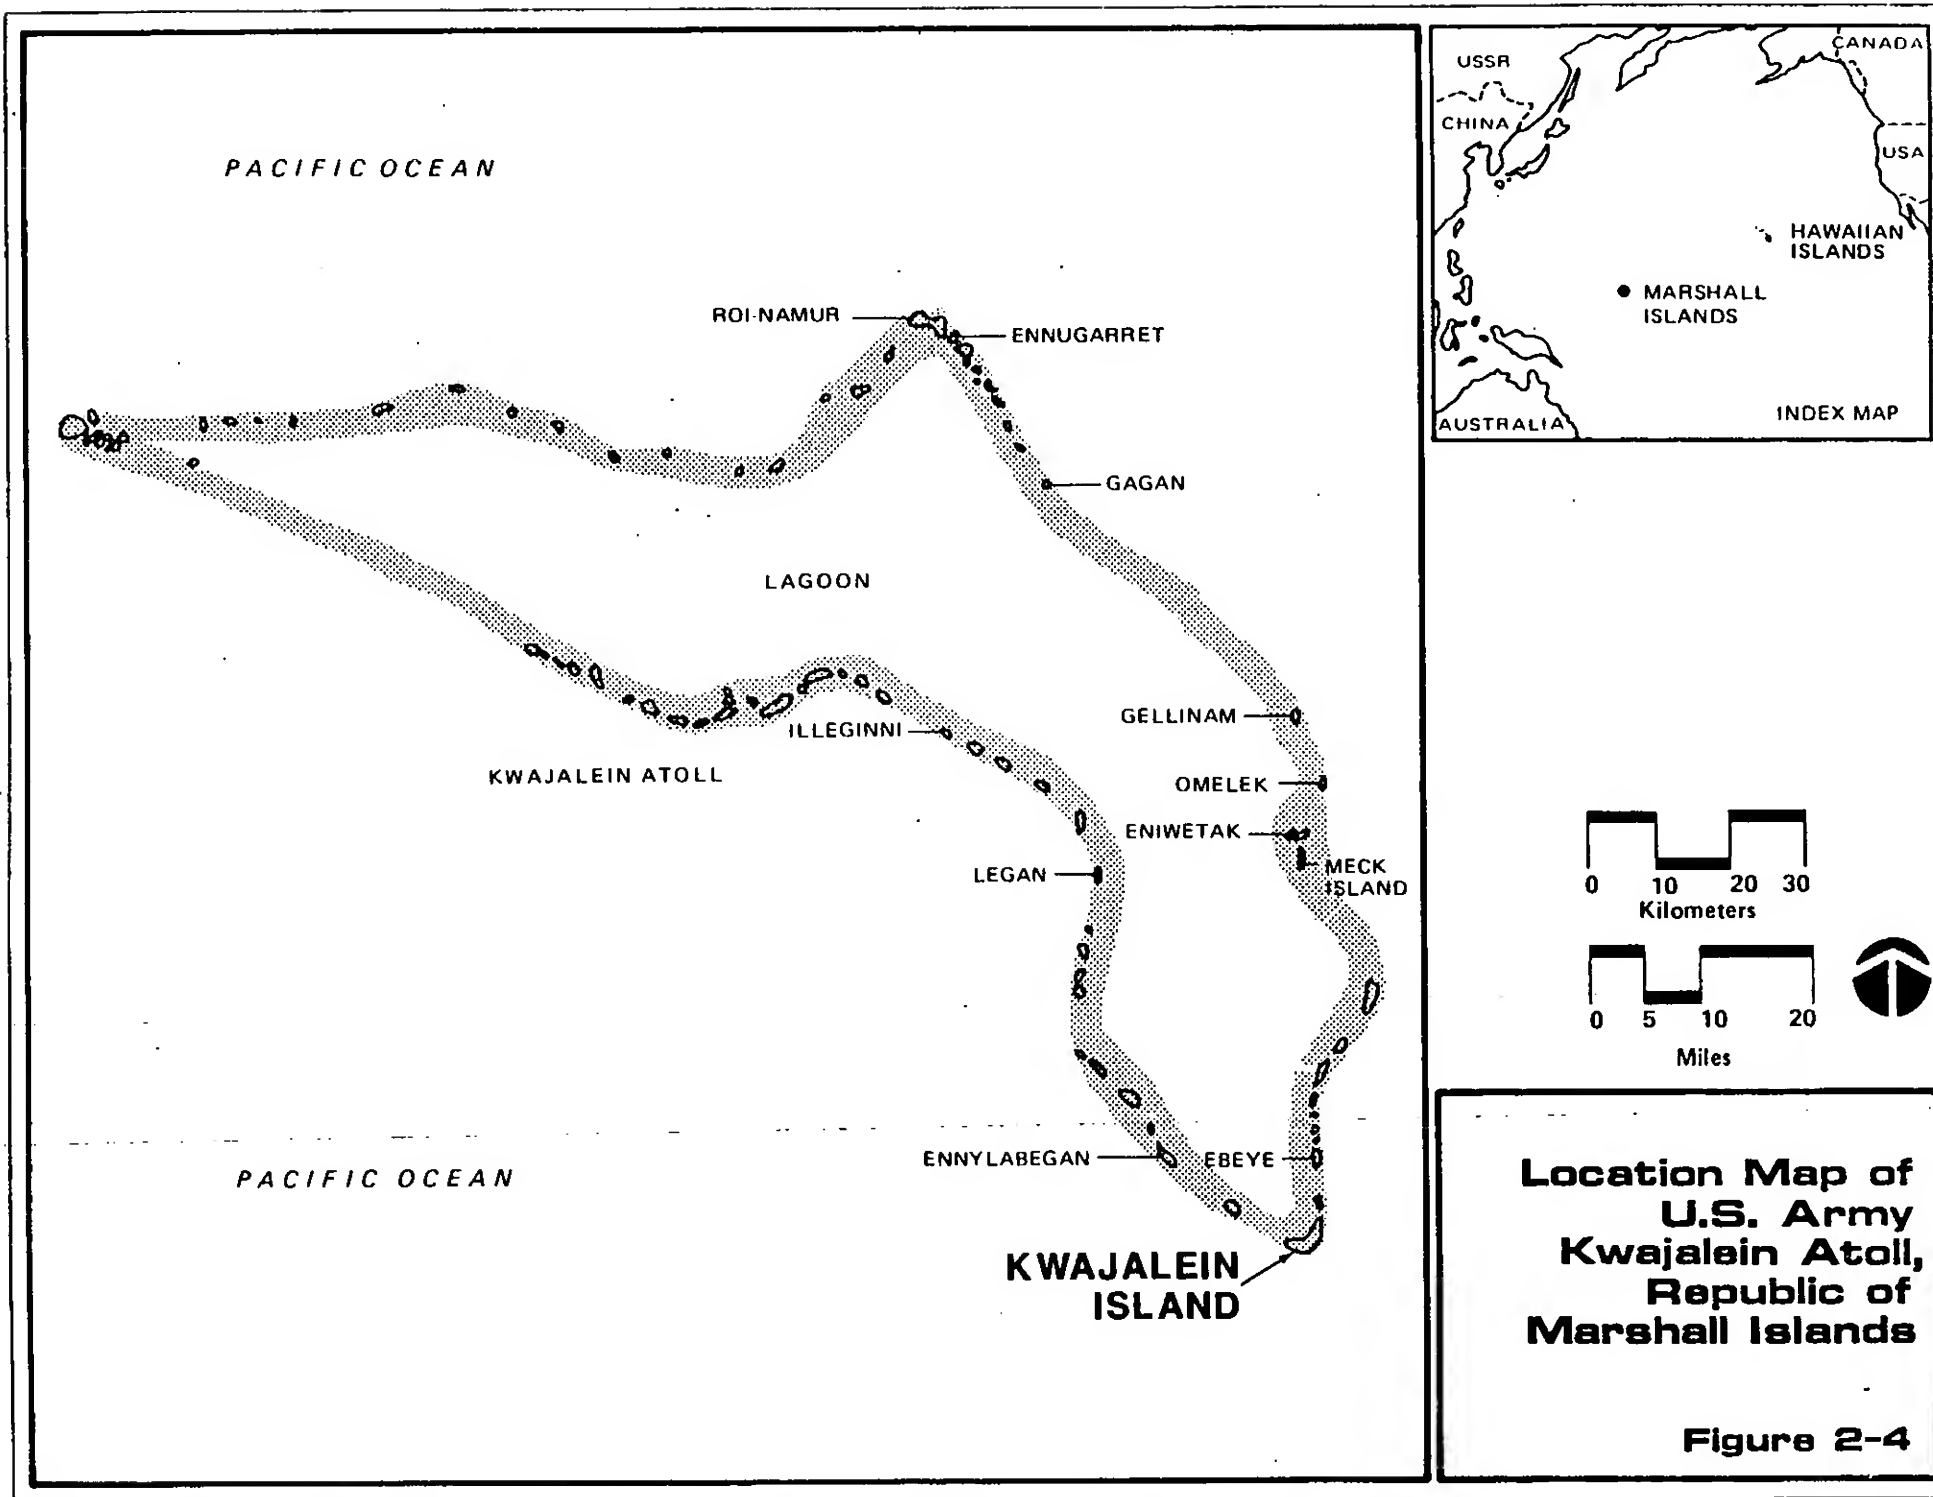 PACIFIC OCEAN
ROI-NAMUR
ENNUGARRET
GAGAN
LAGOON
GELLINAM
ILLEGINNI
KWAJALEIN ATOLL
OMELEK
ENIWETAK
LEGAN
MECK
ISLAND
ENNYLABEGAN
EBEYE
PACIFIC OCEAN
KWAJALEIN
ISLAND
USSR
CANADA
CHINA
USA
HAWAIIAN
ISLANDS
MARSHALL
ISLANDS
INDEX MAP
AUSTRALIA
0 10 20 30
Kilometers
0 5 10 20
Miles
Location Map of
U.S. Army
Kwajalein Atoll,
Republic of
Marshall Islands
Figure 2-4